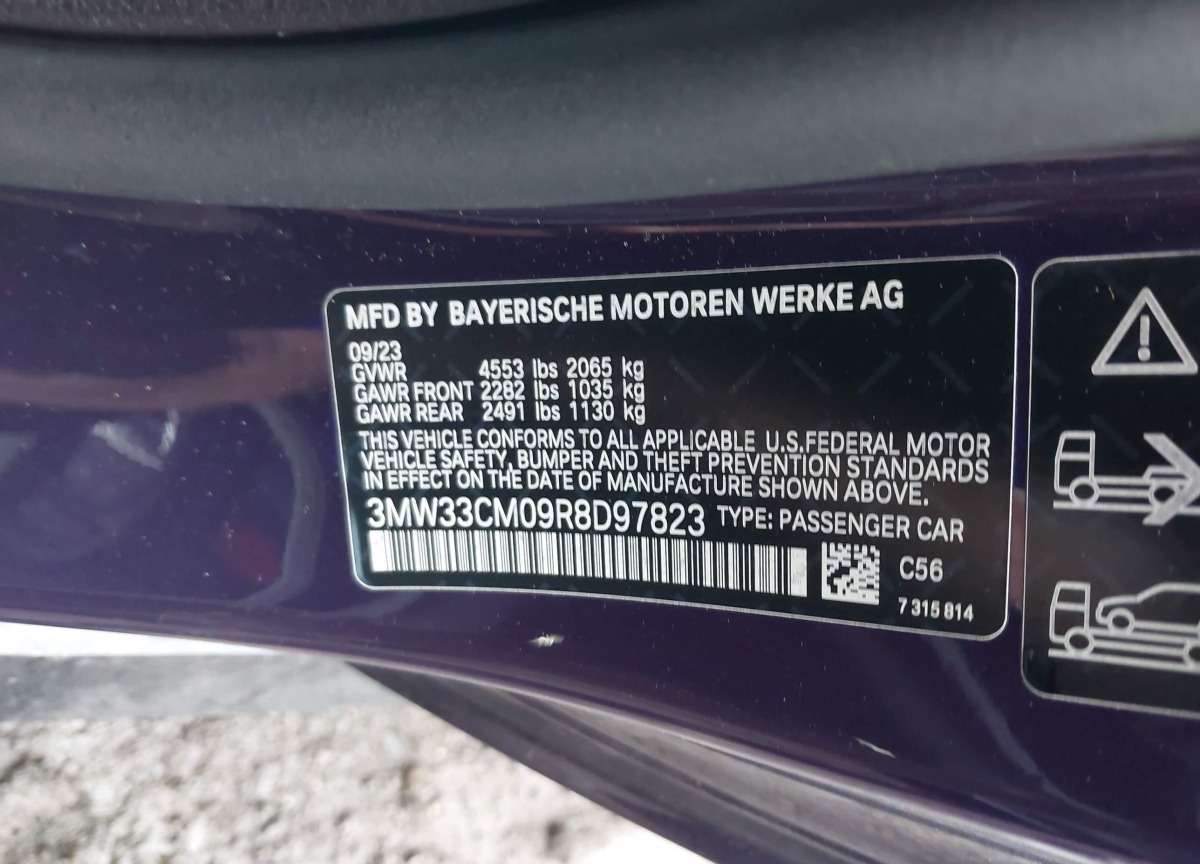 MFD BY BAYERISCHE MOTOREN WERKE AG
09/23
GVWR 4553 lbs 2065 kg
GAWR FRONT 2282 lbs 1035 kg
GAWR REAR 2491 lbs 1130 kg
THIS VEHICLE CONFORMS TO ALL APPLICABLE U.S.FEDERAL MOTOR
VEHICLE SAFETY, BUMPER AND THEFT PREVENTION STANDARDS
IN EFFECT ON THE DATE OF MANUFACTURE SHOWN ABOVE.
3MW33CM09R8D97823 TYPE: PASSENGER CAR
C56
7 315 814